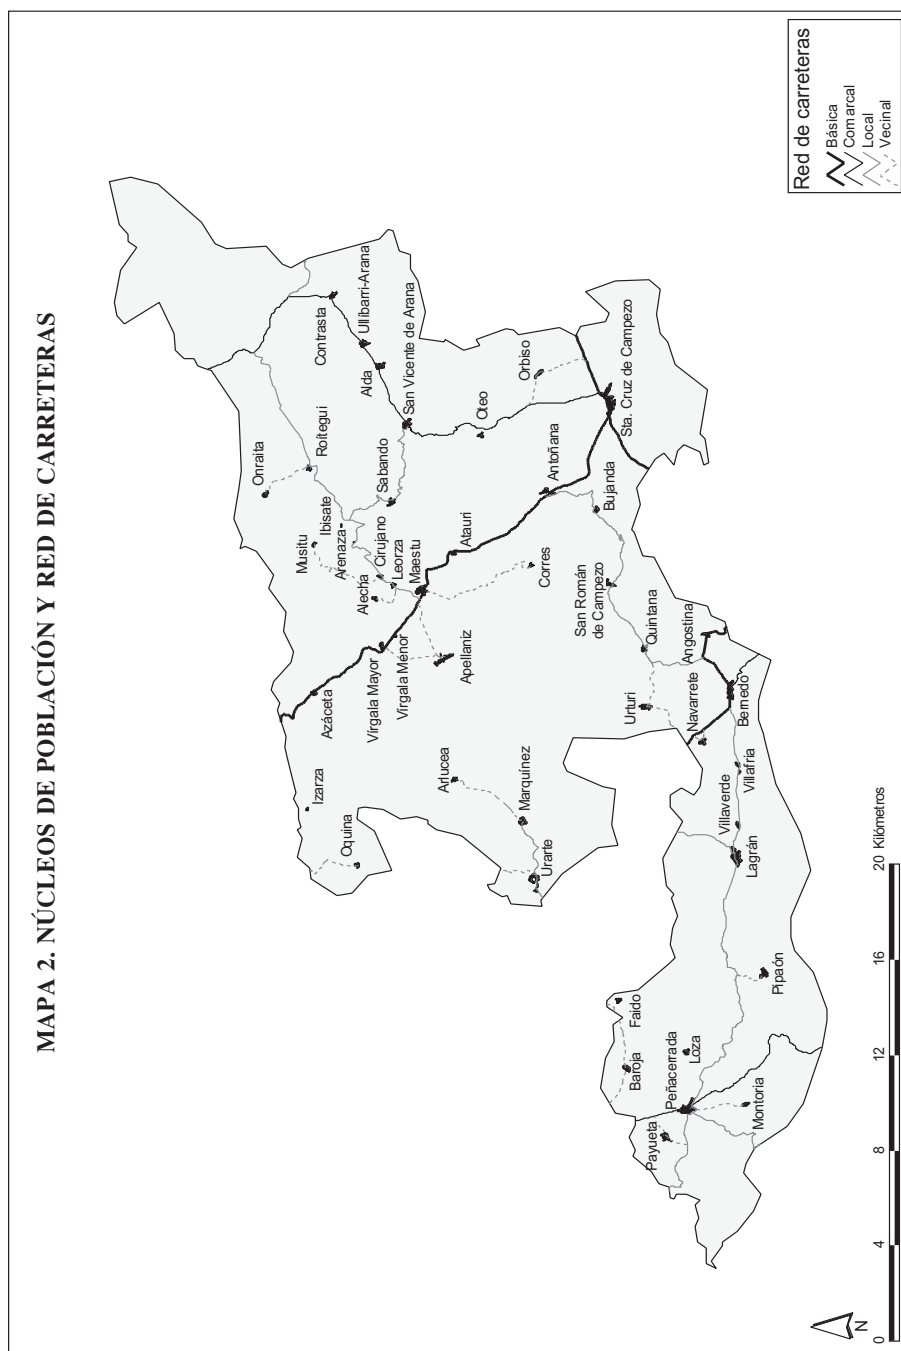 MAPA 2. NÚCLEOS DE POBLACIÓN Y RED DE CARRETERAS
Onraita
Roítegui
Contrasta
Ullibarri-Arana
Alda
San Vicente de Arana
Musitu
Ibisate
Arenaza
Sabando
Cirujano
Leorza
Alecha
Maestu
Atauri
Azáceta
Vírgala Mayor
Vírgala Menor
Apellaniz
Corres
Oteo
Orbiso
Antoñana
Sta. Cruz de Campezo
Bujanda
San Román
de Campezo
Quintana
Angostina
Izarza
Oquina
Arlucea
Marquinez
Urarte
Urturi
Navarrete
Bernedo
Villafría
Villaverde
Lagrán
Pipaón
Faido
Baroja
Loza
Peñacerrada
Payueta
Montoria
N
0
4
8
12
16
20 Kilómetros
Red de carreteras
Básica
Comarcal
Local
Vecinal